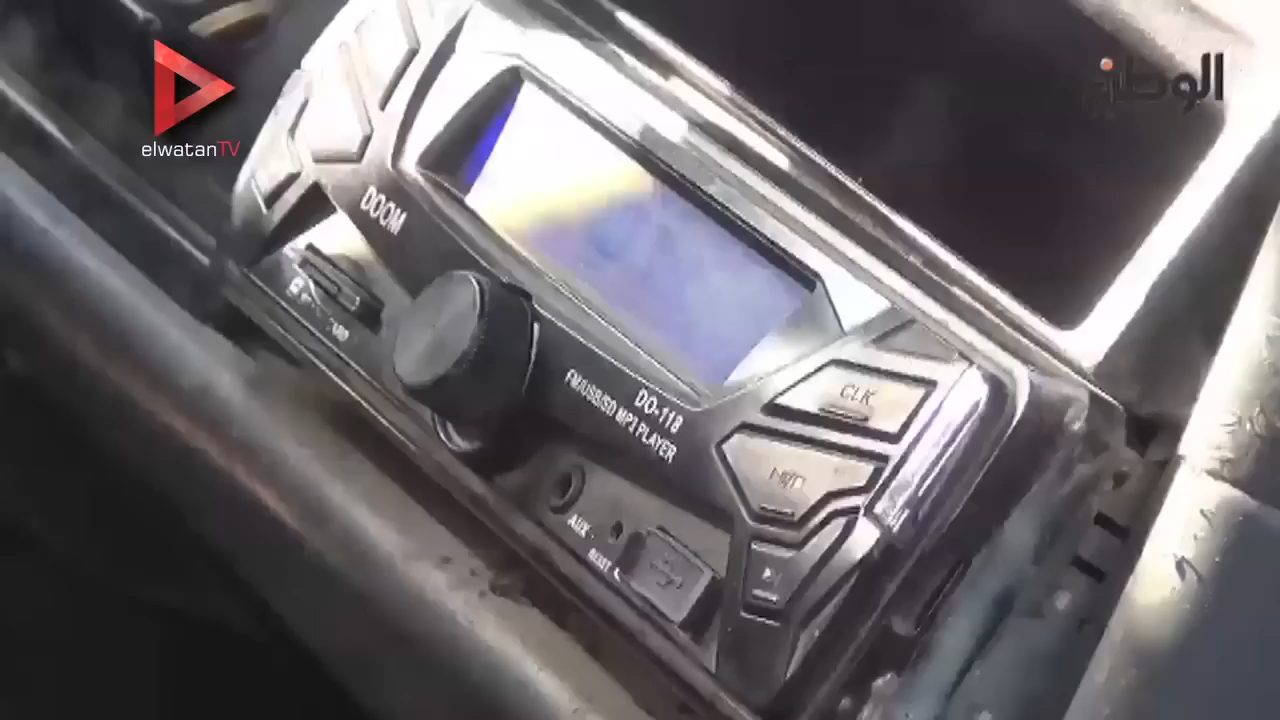 elwatanTV
الوطن
DOOM
DO-118
FM/USB/SD MP3 PLAYER
CLK
AUX